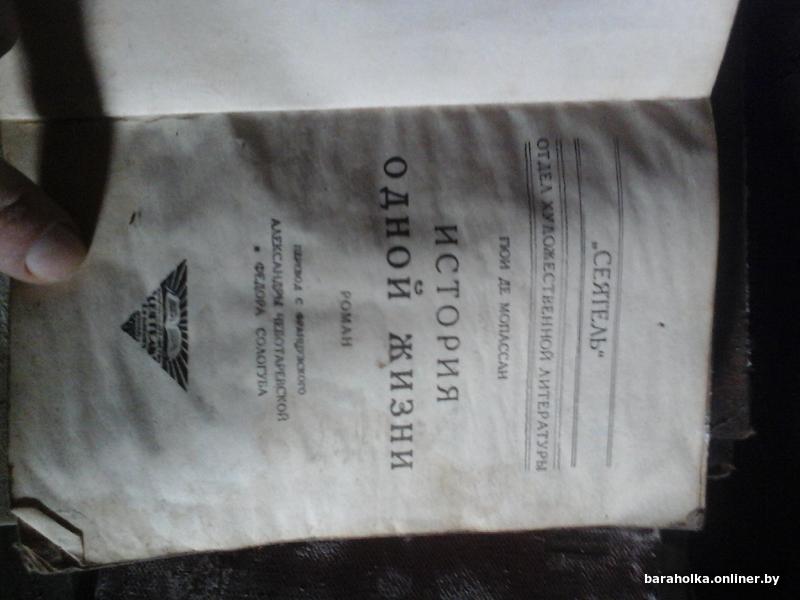 „СЕЯТЕЛЬ“
ОТДЕЛ ХУДОЖЕСТВЕННОЙ ЛИТЕРАТУРЫ
ГЮИ ДЕ МОПАССАН
ИСТОРИЯ
ОДНОЙ ЖИЗНИ
РОМАН
ПЕРЕВОД С ФРАНЦУЗСКОГО
АЛЕКСАНДРЫ ЧЕБОТАРЕВСКОЙ
и ФЕДОРА СОЛОГУБА
baraholka.onliner.by